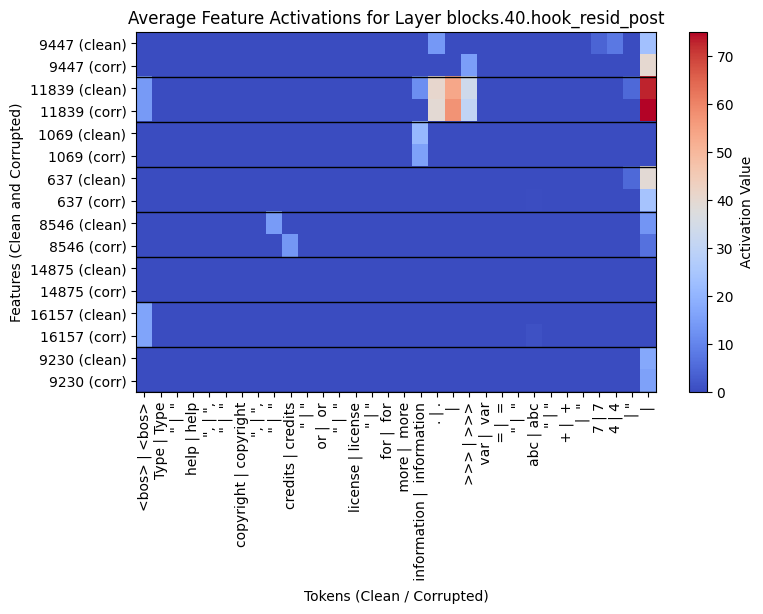 Average Feature Activations for Layer blocks.40.hook_resid_post
Features (Clean and Corrupted)
9447 (clean)
9447 (corr)
11839 (clean)
11839 (corr)
1069 (clean)
1069 (corr)
637 (clean)
637 (corr)
8546 (clean)
8546 (corr)
14875 (clean)
14875 (corr)
16157 (clean)
16157 (corr)
9230 (clean)
9230 (corr)
<bos> | <bos>
Type | Type
" | "
help | help
", | ",
" | "
copyright | copyright
", | ",
" | "
credits | credits
" | "
or | or
" | "
license | license
" | "
for | for
more | more
information | information
. | .
|
>>> | >>>
var | var
= | =
" | "
abc | abc
" | "
+ | +
| "
7 | 7
4 | 4
| "
|
Tokens (Clean / Corrupted)
70
60
50
40
30
20
10
0
Activation Value